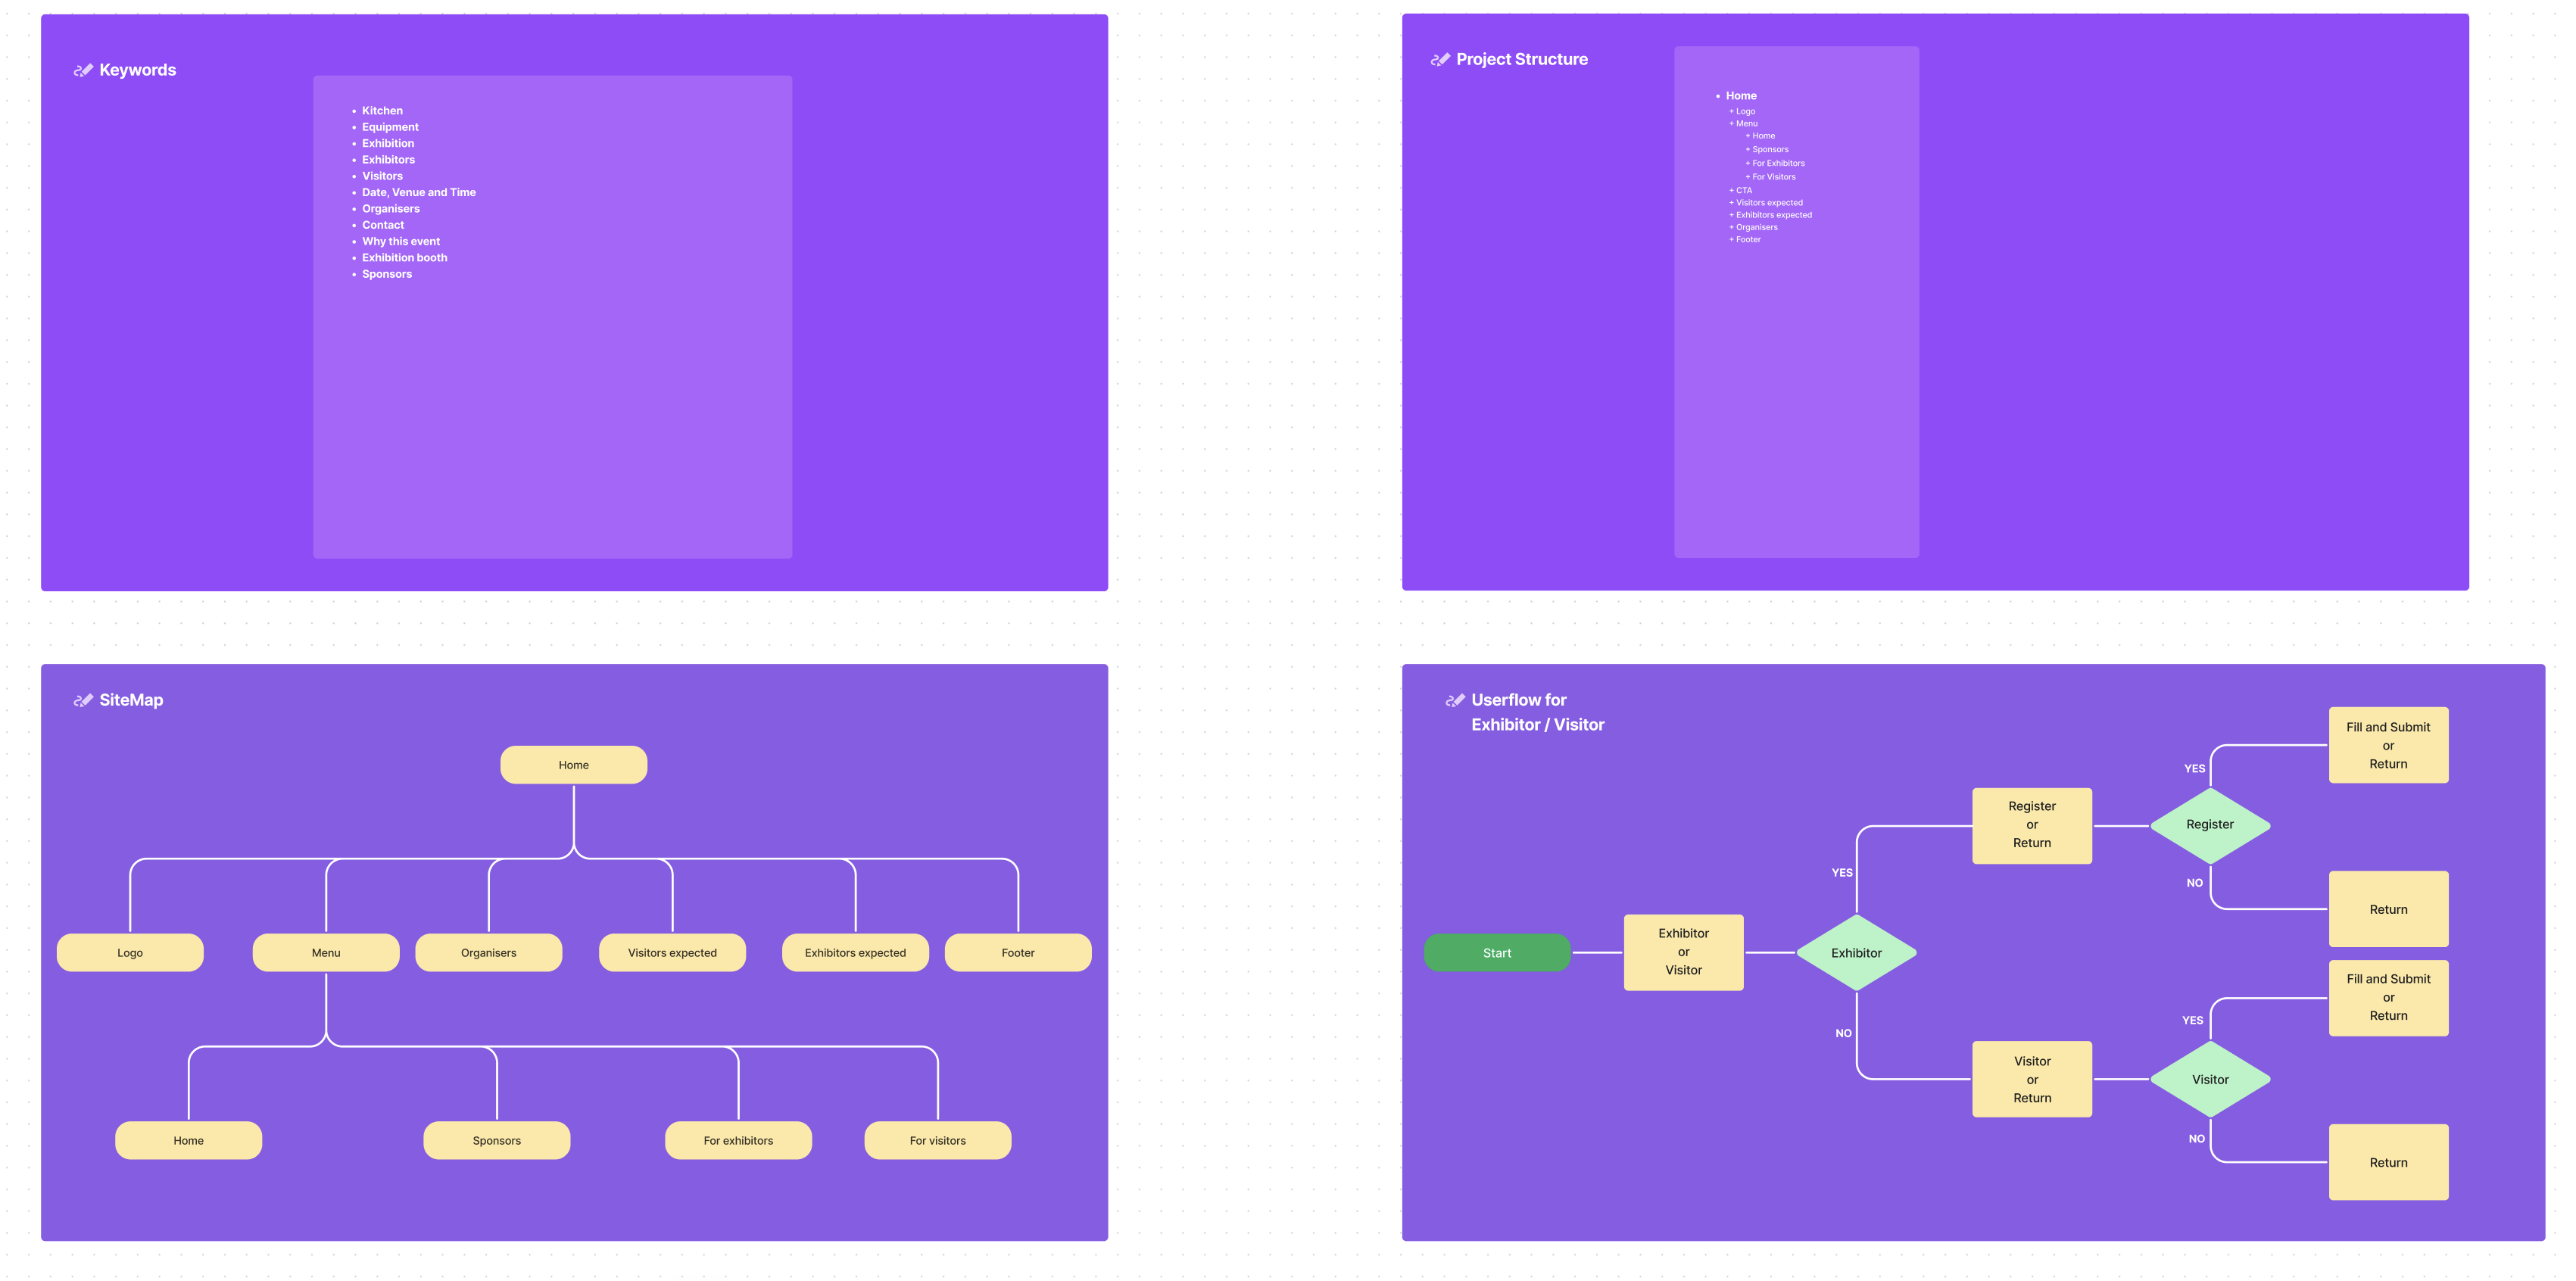 Keywords
• Kitchen
• Equipment
• Exhibition
• Exhibitors
• Visitors
• Date, Venue and Time
• Organisers
• Contact
• Why this event
• Exhibition booth
• Sponsors
Project Structure
• Home
+ Logo
+ Menu
+ Home
+ Sponsors
+ For Exhibitors
+ For Visitors
+ CTA
+ Visitors expected
+ Exhibitors expected
+ Organisers
+ Footer
SiteMap
Home
Logo
Menu
Organisers
Visitors expected
Exhibitors expected
Footer
Home
Sponsors
For exhibitors
For visitors
Userflow for
Exhibitor / Visitor
Start
Exhibitor
or
Visitor
Exhibitor
YES
Register
or
Return
Register
YES
Fill and Submit
or
Return
NO
Return
NO
Visitor
or
Return
Visitor
YES
Fill and Submit
or
Return
NO
Return